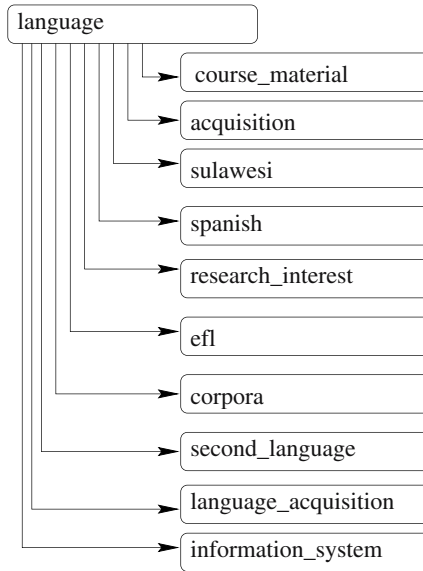 language
course_material
acquisition
sulawesi
spanish
research_interest
efl
corpora
second_language
language_acquisition
information_system